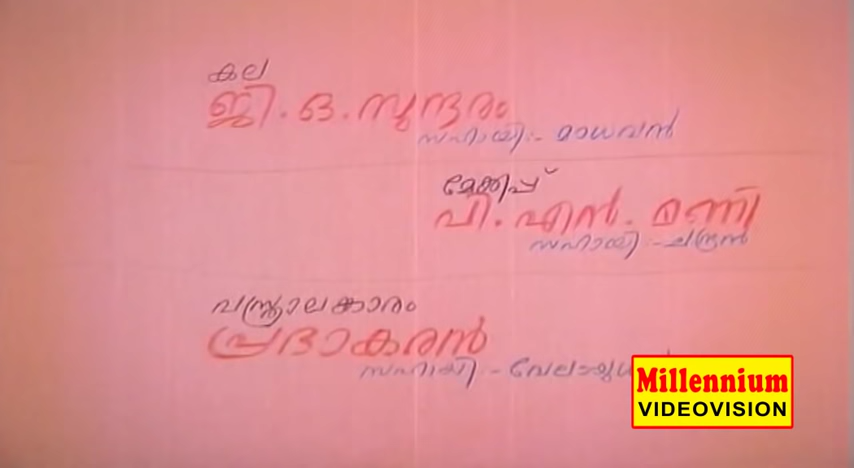 കല
ജി. ഒ. സുന്ദരം
സഹായി :- മാധവൻ
മേക്കപ്പ്
പി. എൻ. മണി
സഹായി - ചന്ദ്രൻ
വസ്ത്രാലങ്കാരം
പ്രഭാകരൻ
സഹായി -
Millennium
VIDEOVISION